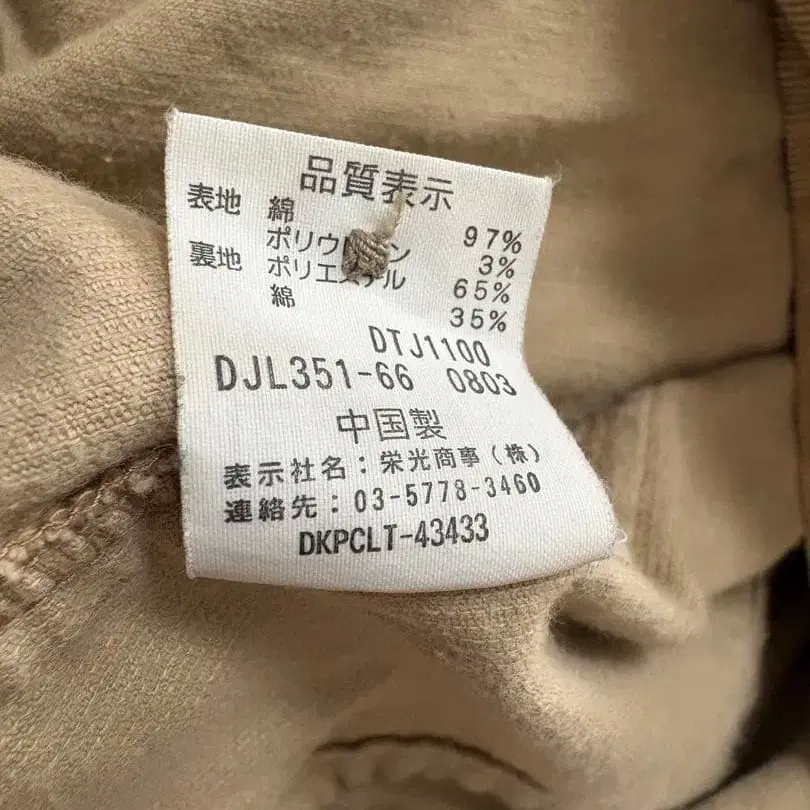 品質表示
表地 綿 97%
ポリウレタン 3%
裏地 ポリエステル 65%
綿 35%
DTJ1100
DJL351-66 0803
中国製
表示社名:栄光商事(株)
連絡先:03-5778-3460
DKPCLT-43433